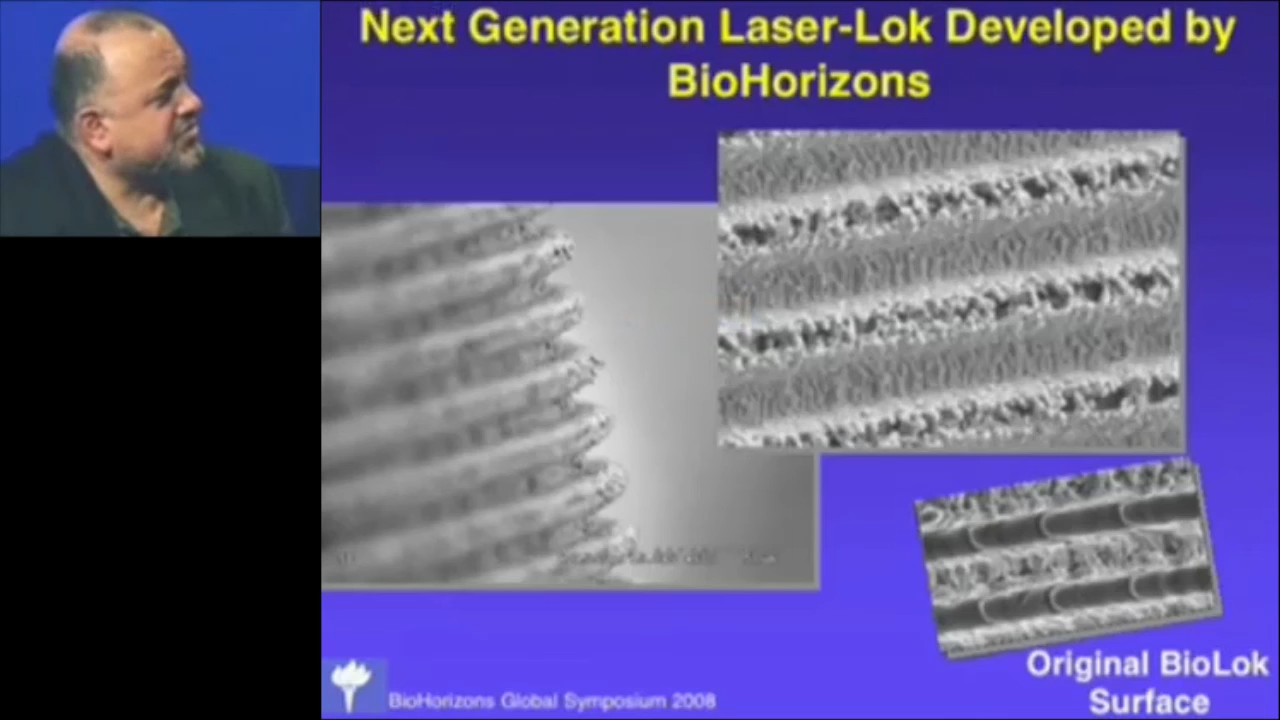 Next Generation Laser-Lok Developed by
BioHorizons
Original BioLok
Surface
BioHorizons Global Symposium 2008